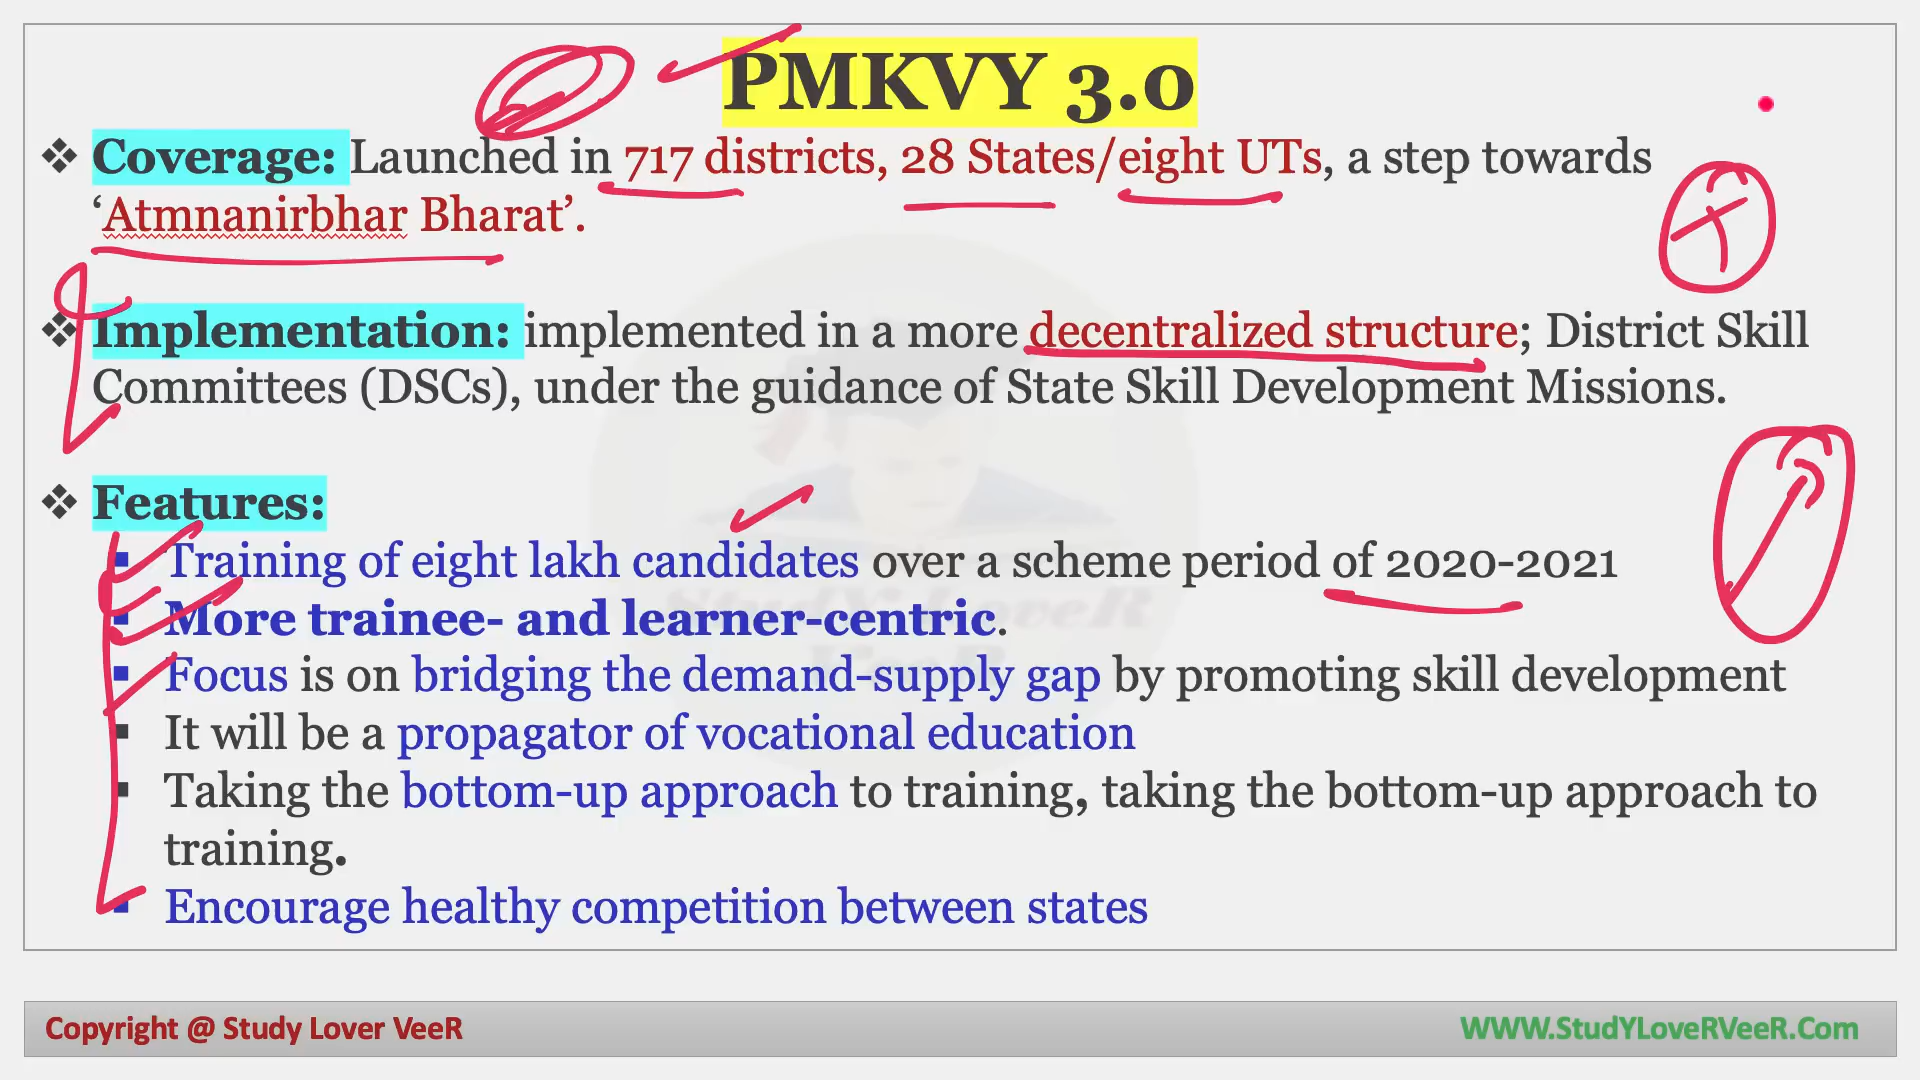 PMKVY 3.0
❖ Coverage: Launched in 717 districts, 28 States/eight UTs, a step towards
‘Atmnanirbhar Bharat’.
❖ Implementation: implemented in a more decentralized structure; District Skill
Committees (DSCs), under the guidance of State Skill Development Missions.
❖ Features:
▪ Training of eight lakh candidates over a scheme period of 2020-2021
▪ More trainee- and learner-centric.
StudYi LoveR
VeeR
▪ Focus is on bridging the demand-supply gap by promoting skill development
▪ It will be a propagator of vocational education
▪ Taking the bottom-up approach to training, taking the bottom-up approach to
training.
▪ Encourage healthy competition between states
Copyright @ Study Lover VeeR
WWW.StudYLoveRVeeR.Com